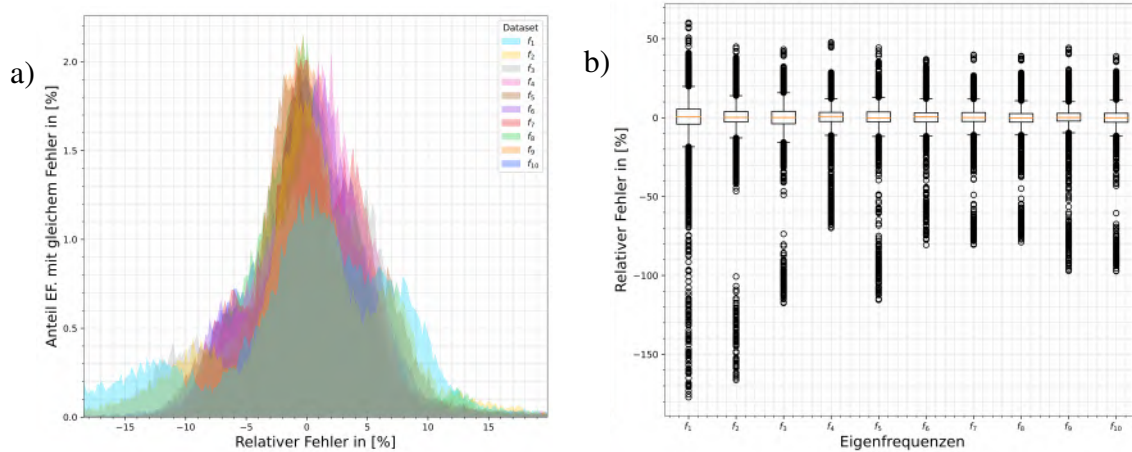 a)
Dataset
f1
f2
f3
f4
f5
f6
f7
f8
f9
f10
2.0
1.5
1.0
0.5
0.0
Anteil EF. mit gleichem Fehler in [%]
−15
−10
−5
0
5
10
15
Relativer Fehler in [%]
b)
50
0
−50
−100
−150
Relativer Fehler in [%]
f1
f2
f3
f4
f5
f6
f7
f8
f9
f10
Eigenfrequenzen